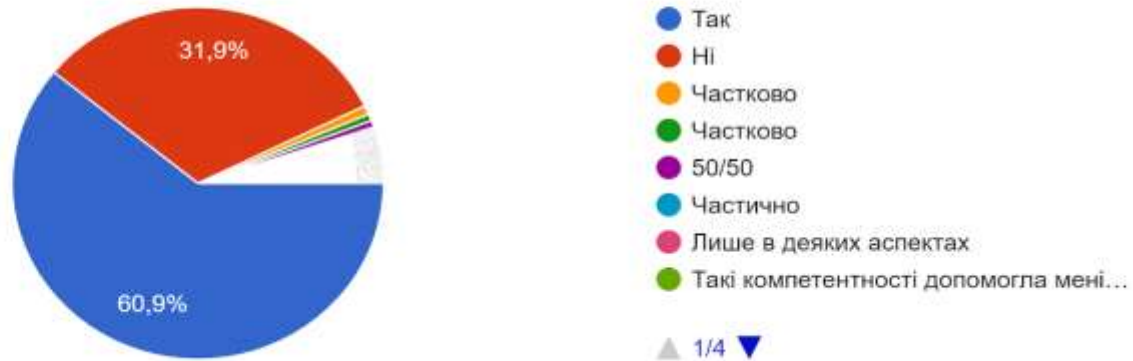 31,9%
60,9%
Так
Ні
Частково
Частково
50/50
Частично
Лише в деяких аспектах
Такі компетентності допомогла мені…
1/4